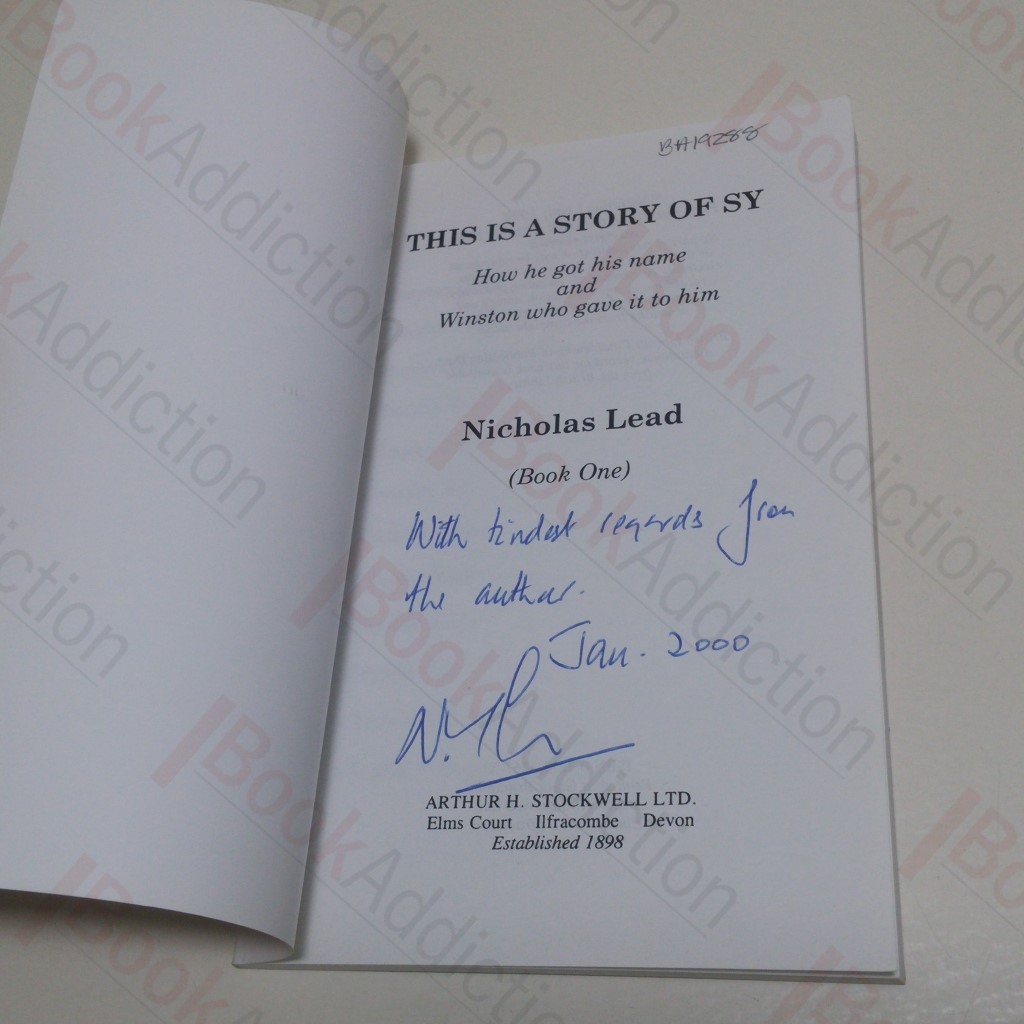 BA19288
THIS IS A STORY OF SY
How he got his name
and
Winston who gave it to him
Nicholas Lead
(Book One)
With kindest regards from
the author.
Jan. 2000
ARTHUR H. STOCKWELL LTD.
Elms Court Ilfracombe Devon
Established 1898
BookAddiction